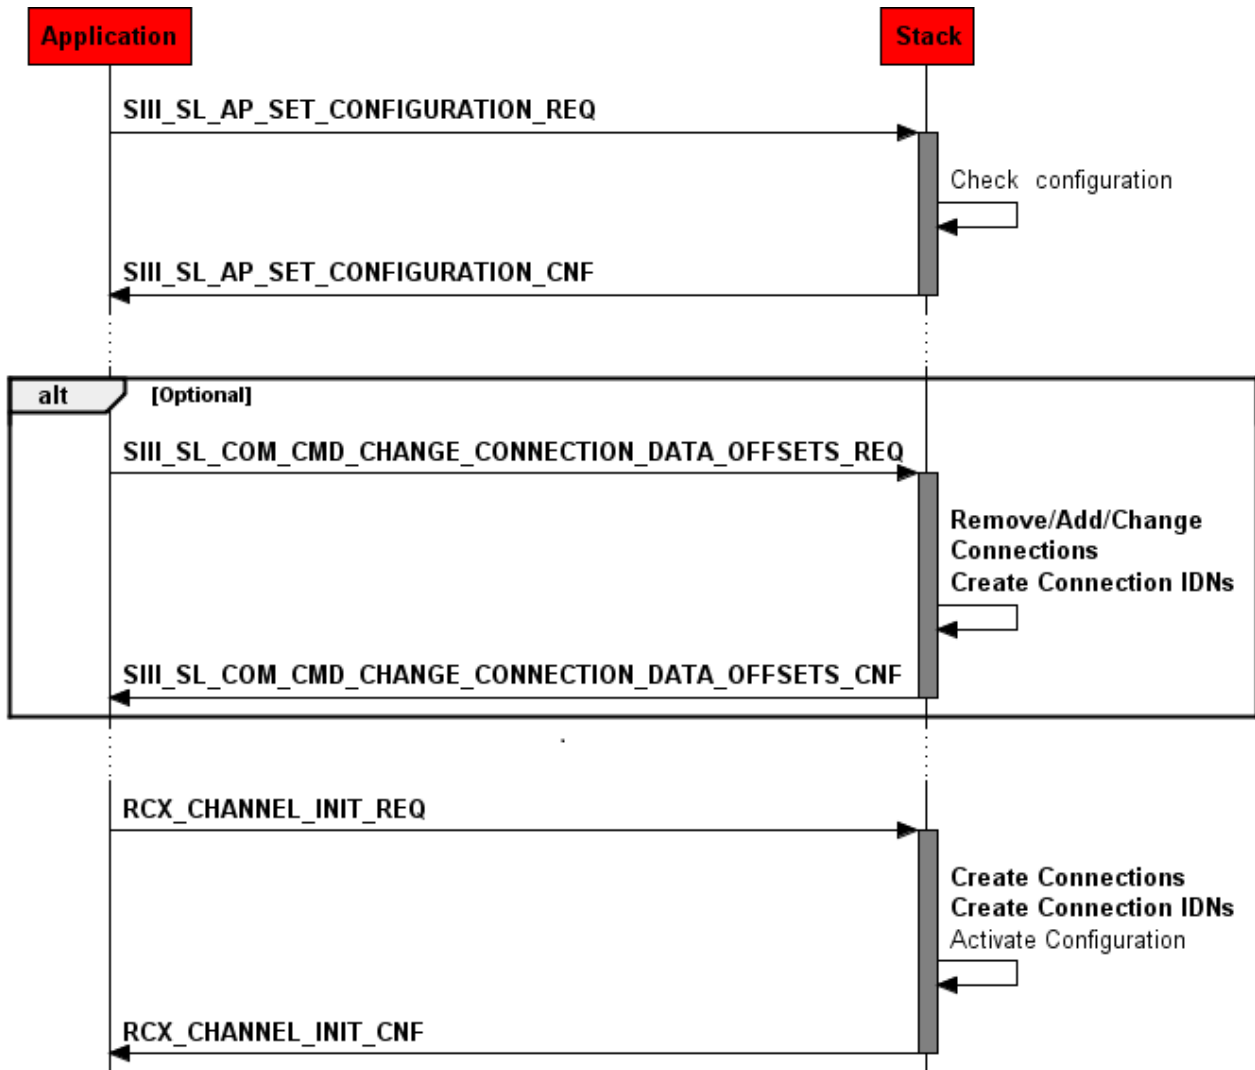 Application
Stack
SIII_SL_AP_SET_CONFIGURATION_REQ
Check configuration
SIII_SL_AP_SET_CONFIGURATION_CNF
alt
[Optional]
SIII_SL_COM_CMD_CHANGE_CONNECTION_DATA_OFFSETS_REQ
Remove/Add/Change
Connections
Create Connection IDNs
SIII_SL_COM_CMD_CHANGE_CONNECTION_DATA_OFFSETS_CNF
RCX_CHANNEL_INIT_REQ
Create Connections
Create Connection IDNs
Activate Configuration
RCX_CHANNEL_INIT_CNF